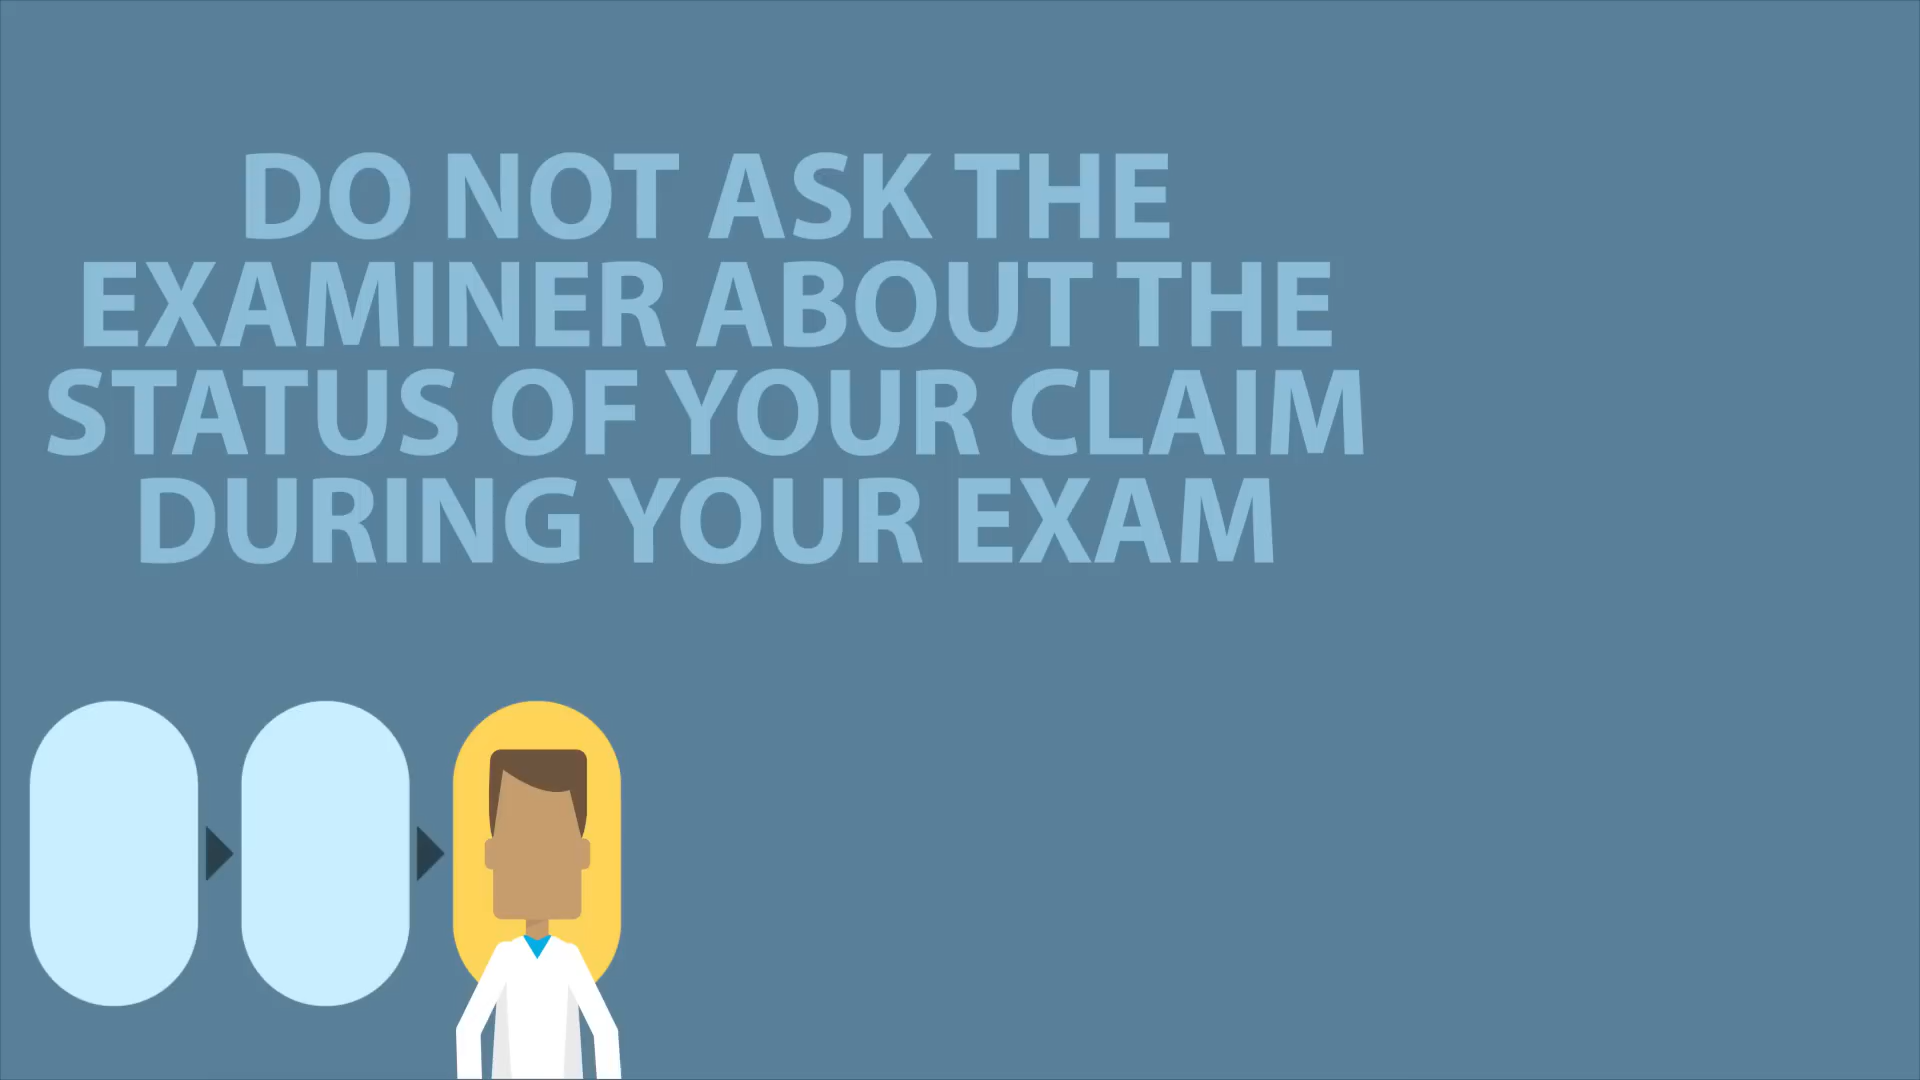 DO NOT ASK THE
EXAMINER ABOUT THE
STATUS OF YOUR CLAIM
DURING YOUR EXAM